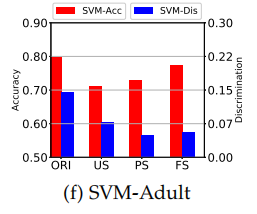 SVM-Acc SVM-Dis
0.90 0.30
0.80 0.22
Accuracy Discrimination
0.70 0.15
0.60 0.07
0.50 0.00
ORI US PS FS
(f) SVM-Adult